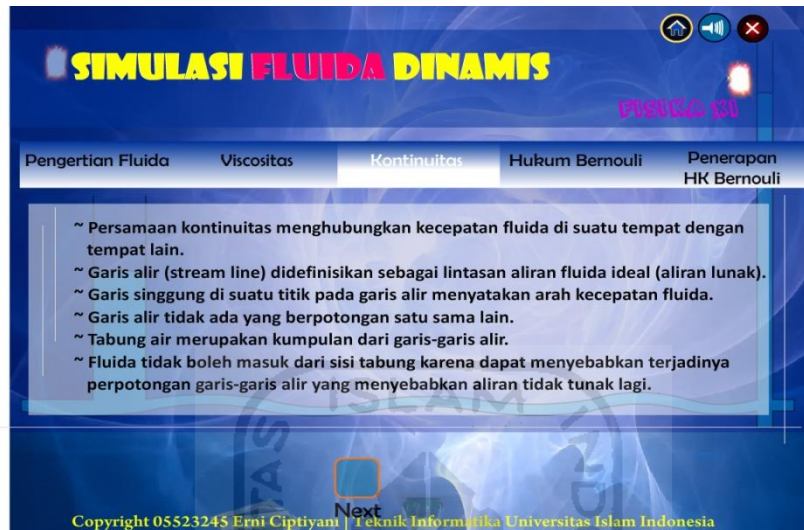 SIMULASI FLUIDA DINAMIS
FISIKA XI
Pengertian Fluida
Viscositas
Kontinuitas
Hukum Bernouli
Penerapan
HK Bernouli
~ Persamaan kontinuitas menghubungkan kecepatan fluida di suatu tempat dengan
tempat lain.
~ Garis alir (stream line) didefinisikan sebagai lintasan aliran fluida ideal (aliran lunak).
~ Garis singgung di suatu titik pada garis alir menyatakan arah kecepatan fluida.
~ Garis alir tidak ada yang berpotongan satu sama lain.
~ Tabung air merupakan kumpulan dari garis-garis alir.
~ Fluida tidak boleh masuk dari sisi tabung karena dapat menyebabkan terjadinya
perpotongan garis-garis alir yang menyebabkan aliran tidak tunak lagi.
ISLAM
Next
Copyright 05523245 Erni Ciptiyani | Teknik Informatika Universitas Islam Indonesia